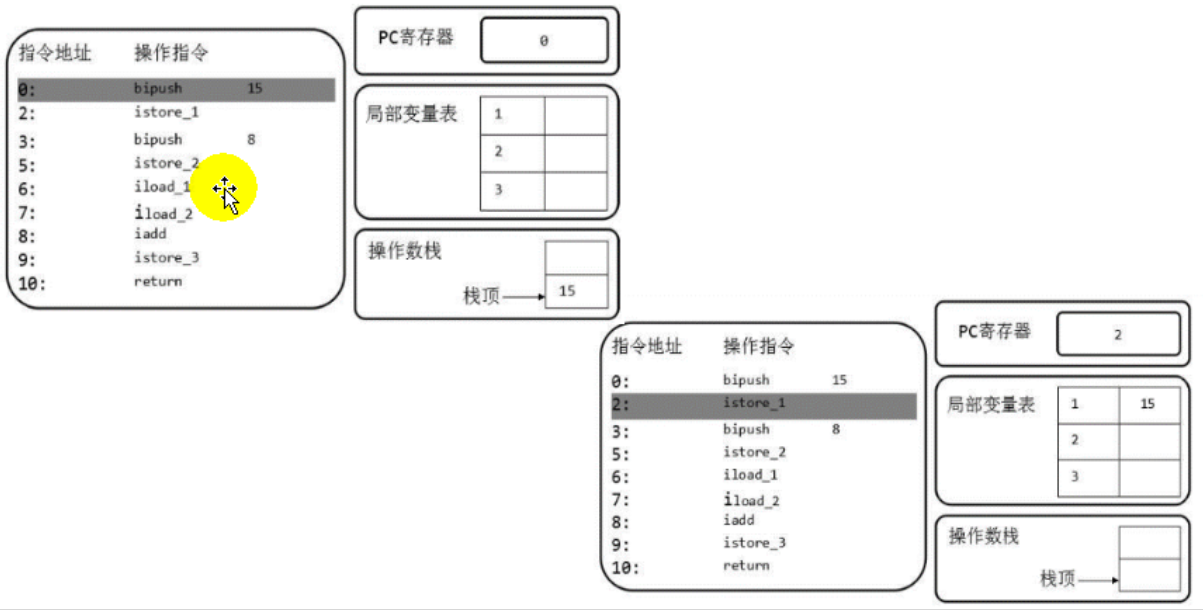 指令地址 操作指令
0: bipush 15
2: istore_1
3: bipush 8
5: istore_2
6: iload_1
7: iload_2
8: iadd
9: istore_3
10: return
PC寄存器 0
局部变量表 1
2
3
操作数栈
栈顶 15
指令地址 操作指令
0: bipush 15
2: istore_1
3: bipush 8
5: istore_2
6: iload_1
7: iload_2
8: iadd
9: istore_3
10: return
PC寄存器 2
局部变量表 1 15
2
3
操作数栈
栈顶